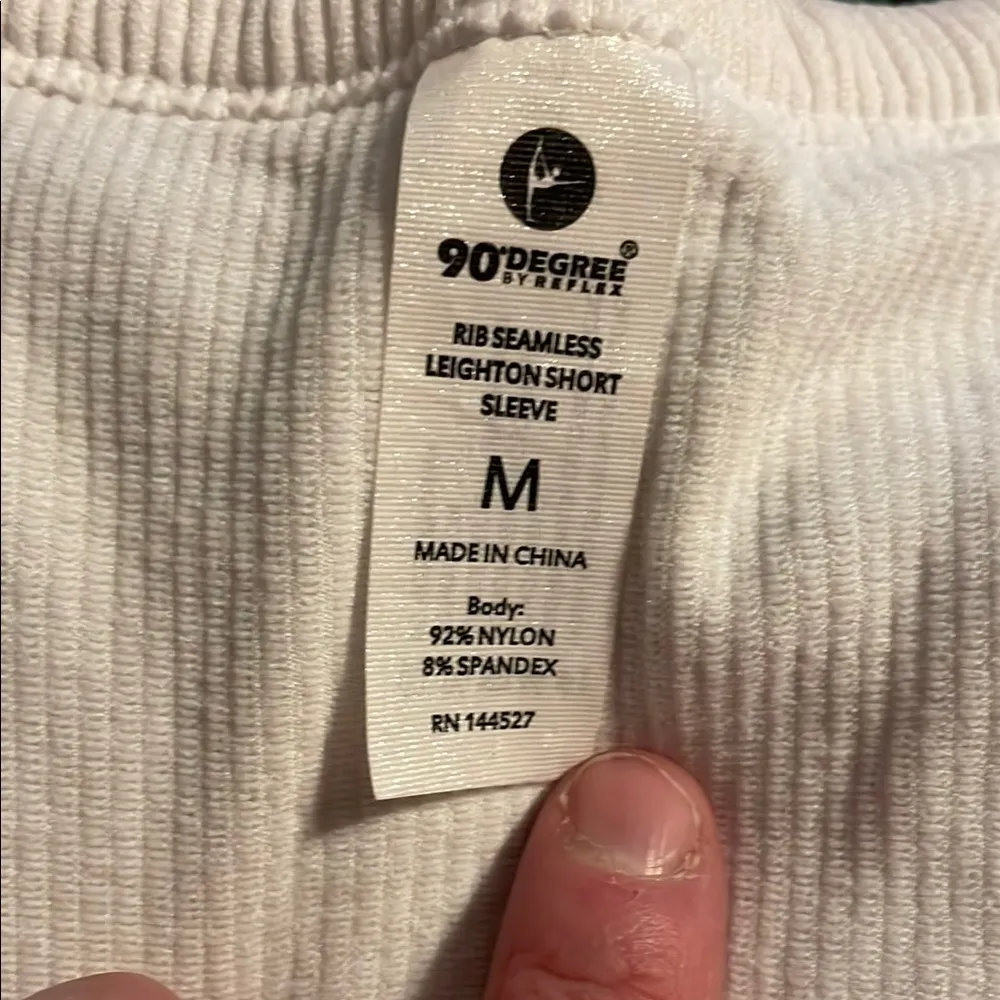 90°DEGREE®
BY REFLEX
RIB SEAMLESS
LEIGHTON SHORT
SLEEVE
M
MADE IN CHINA
Body:
92% NYLON
8% SPANDEX
RN 144527